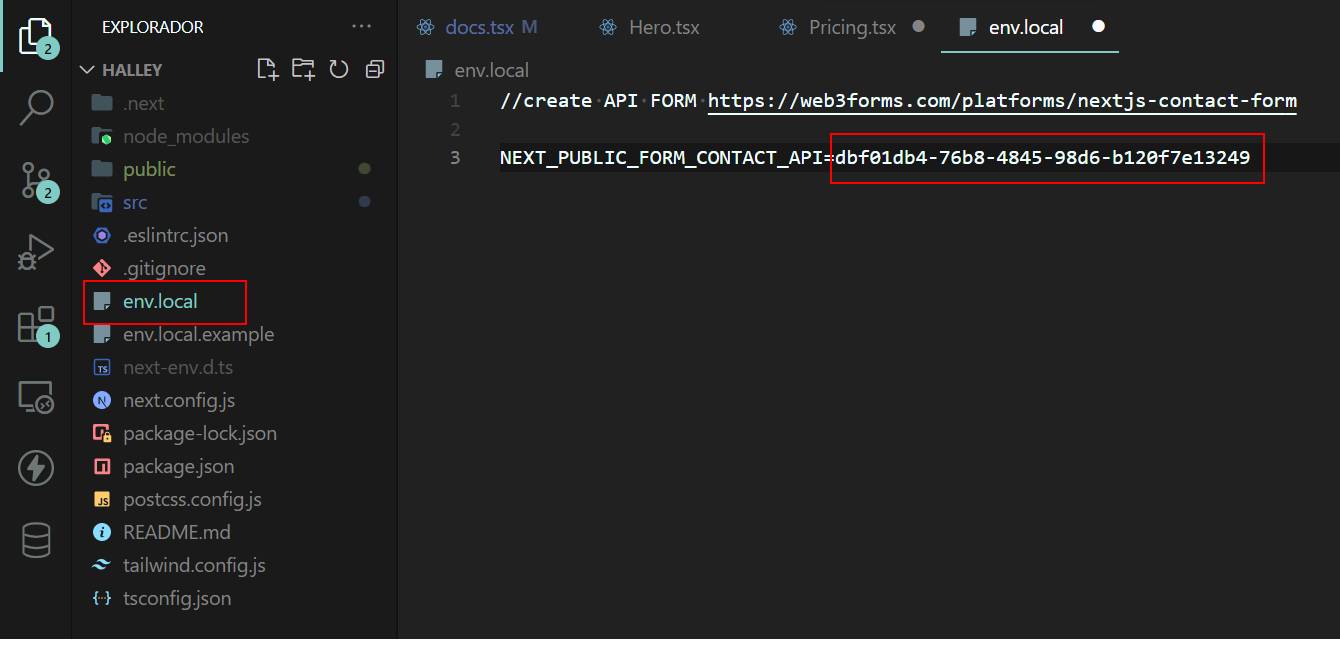 EXPLORADOR
···
HALLEY
.next
node_modules
public
src
.eslintrc.json
.gitignore
env.local
env.local.example
next-env.d.ts
next.config.js
package-lock.json
package.json
postcss.config.js
README.md
tailwind.config.js
tsconfig.json
2
2
1
TS
N
JS
docs.tsx M
Hero.tsx
Pricing.tsx
env.local
env.local
1 //create API FORM https://web3forms.com/platforms/nextjs-contact-form
2
3 NEXT_PUBLIC_FORM_CONTACT_API=dbf01db4-76b8-4845-98d6-b120f7e13249